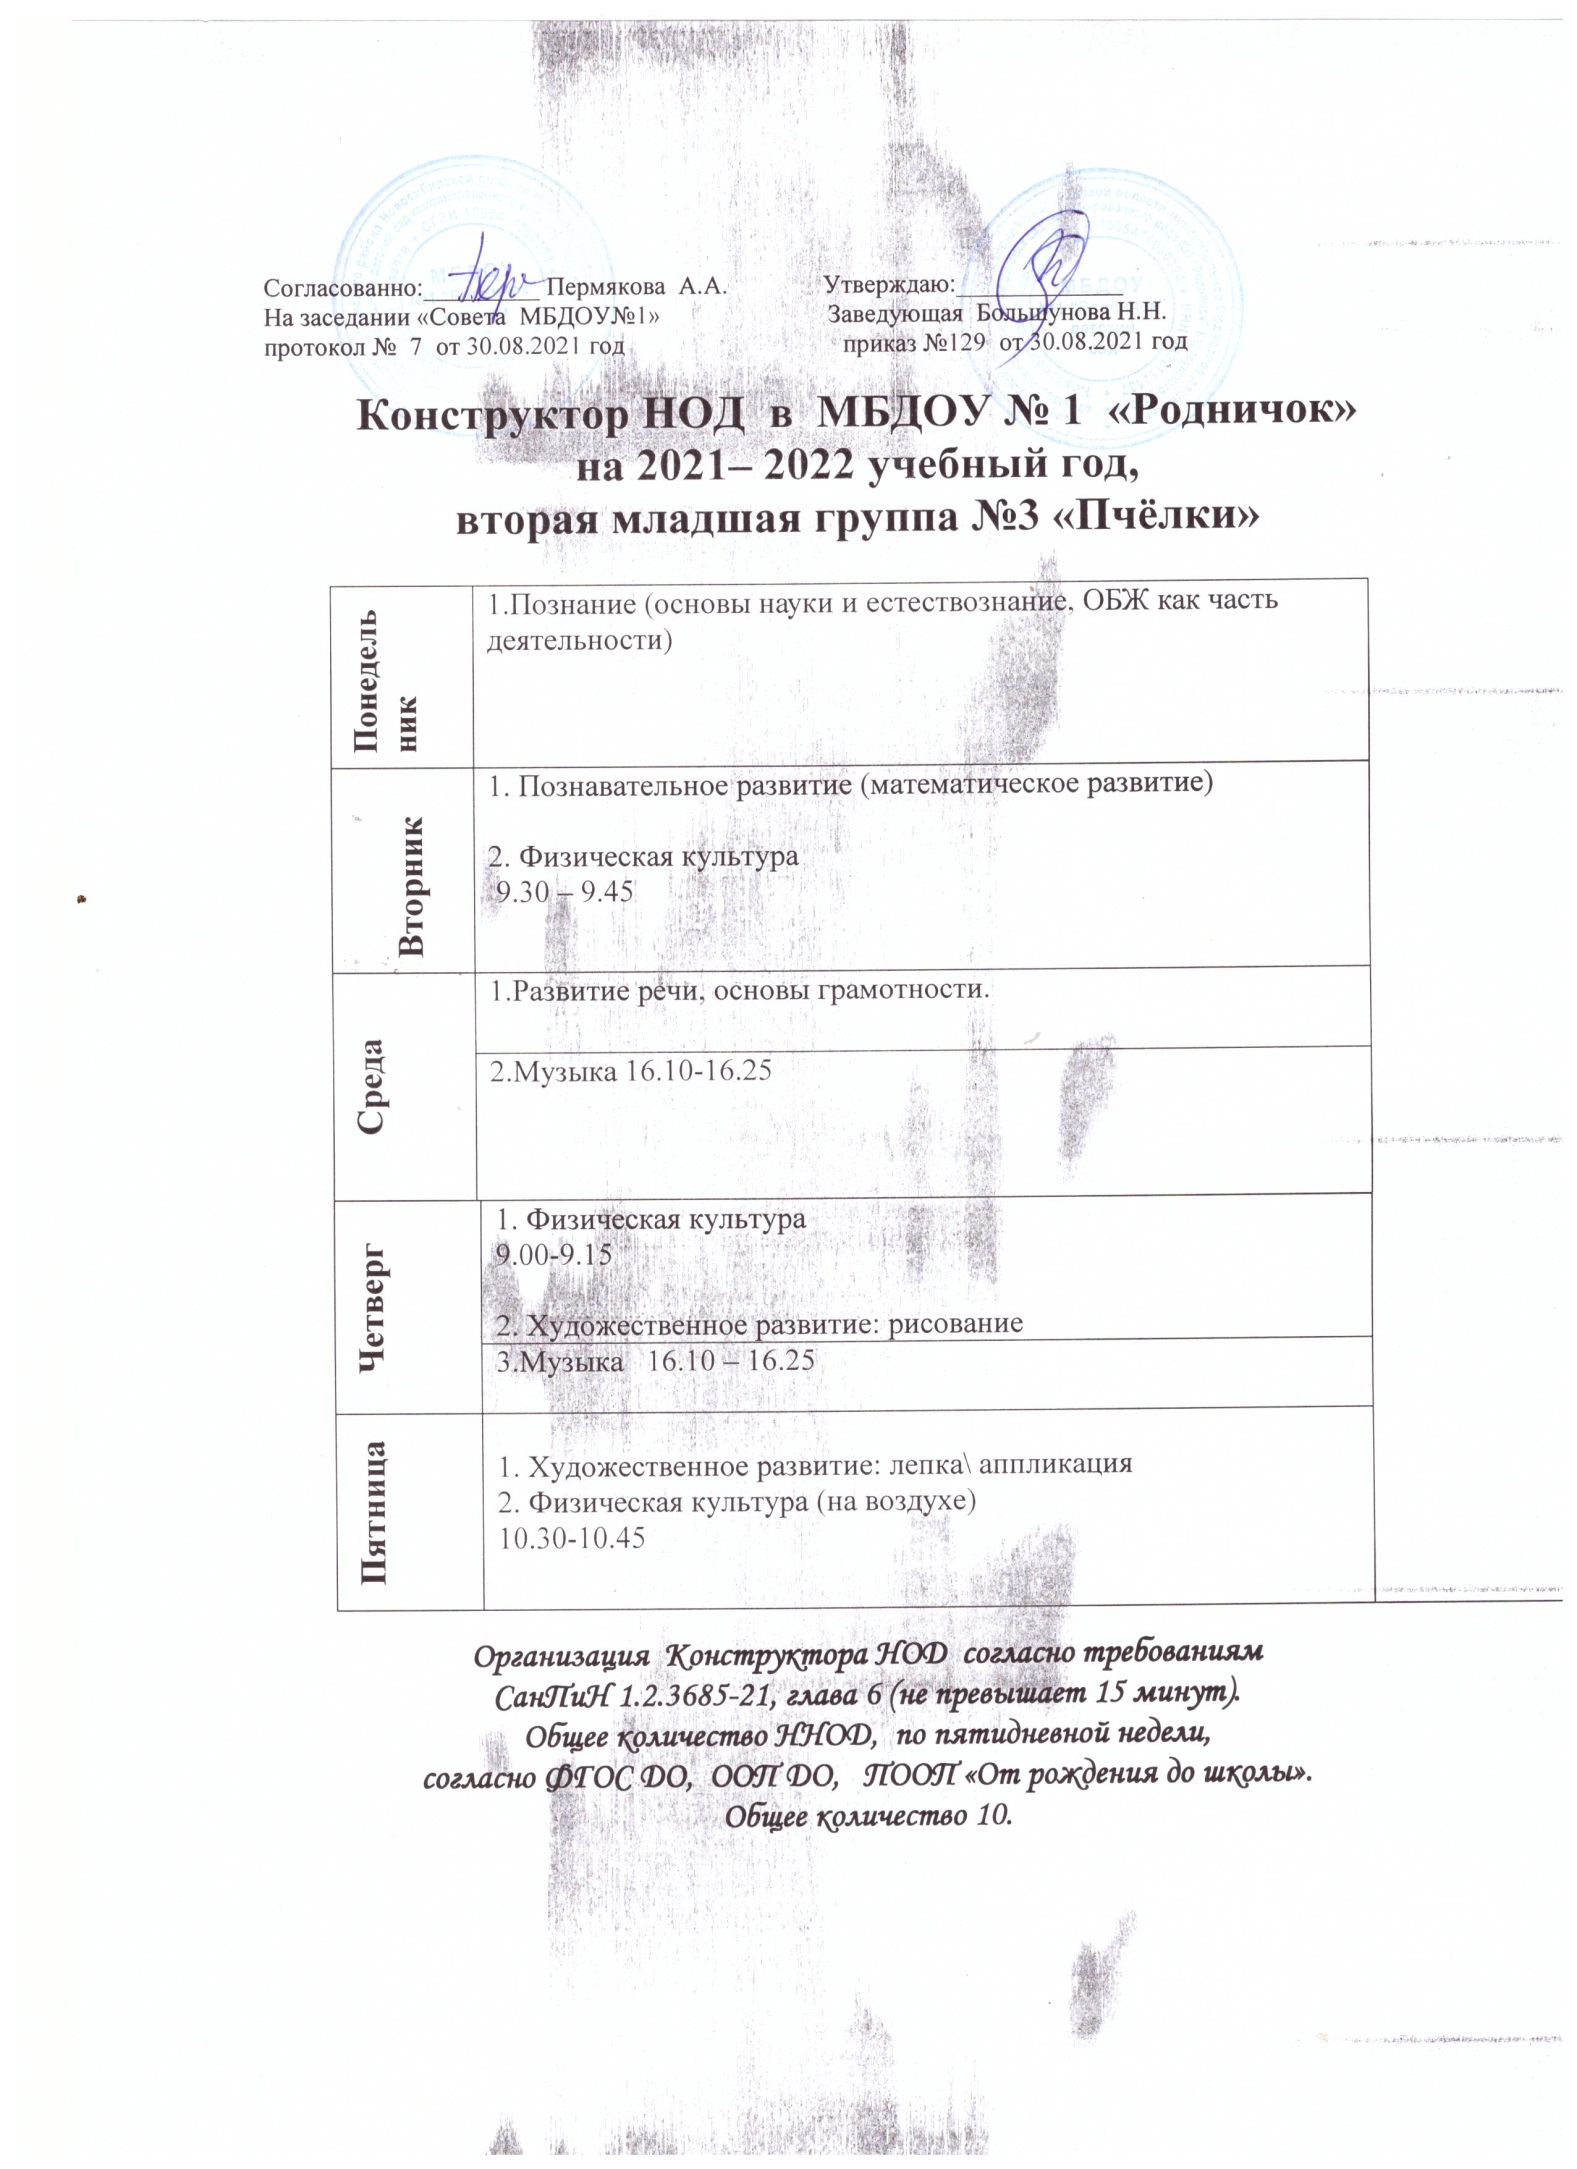 Согласованно:_________ Пермякова А.А. Утверждаю:_____________
На заседании «Совета МБДОУ№1» Заведующая Большунова Н.Н.
протокол № 7 от 30.08.2021 год приказ №129 от 30.08.2021 год
Конструктор НОД в МБДОУ № 1 «Родничок»
на 2021– 2022 учебный год,
вторая младшая группа №3 «Пчёлки»
Понедель
ник
1.Познание (основы науки и естествознание, ОБЖ как часть
деятельности)
Вторник
1. Познавательное развитие (математическое развитие)
2. Физическая культура
9.30 – 9.45
Среда
1.Развитие речи, основы грамотности.
2.Музыка 16.10-16.25
Четверг
1. Физическая культура
9.00-9.15
2. Художественное развитие: рисование
3.Музыка 16.10 – 16.25
Пятница
1. Художественное развитие: лепка\ аппликация
2. Физическая культура (на воздухе)
10.30-10.45
Организация Конструктора НОД согласно требованиям
СанПиН 1.2.3685-21, глава 6 (не превышает 15 минут).
Общее количество ННОД, по пятидневной недели,
согласно ФГОС ДО, ООП ДО, ПООП «От рождения до школы».
Общее количество 10.